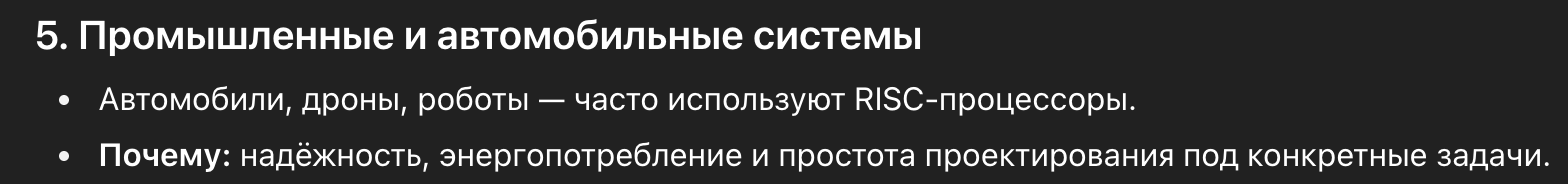 5. Промышленные и автомобильные системы
• Автомобили, дроны, роботы — часто используют RISC-процессоры.
• Почему: надёжность, энергопотребление и простота проектирования под конкретные задачи.